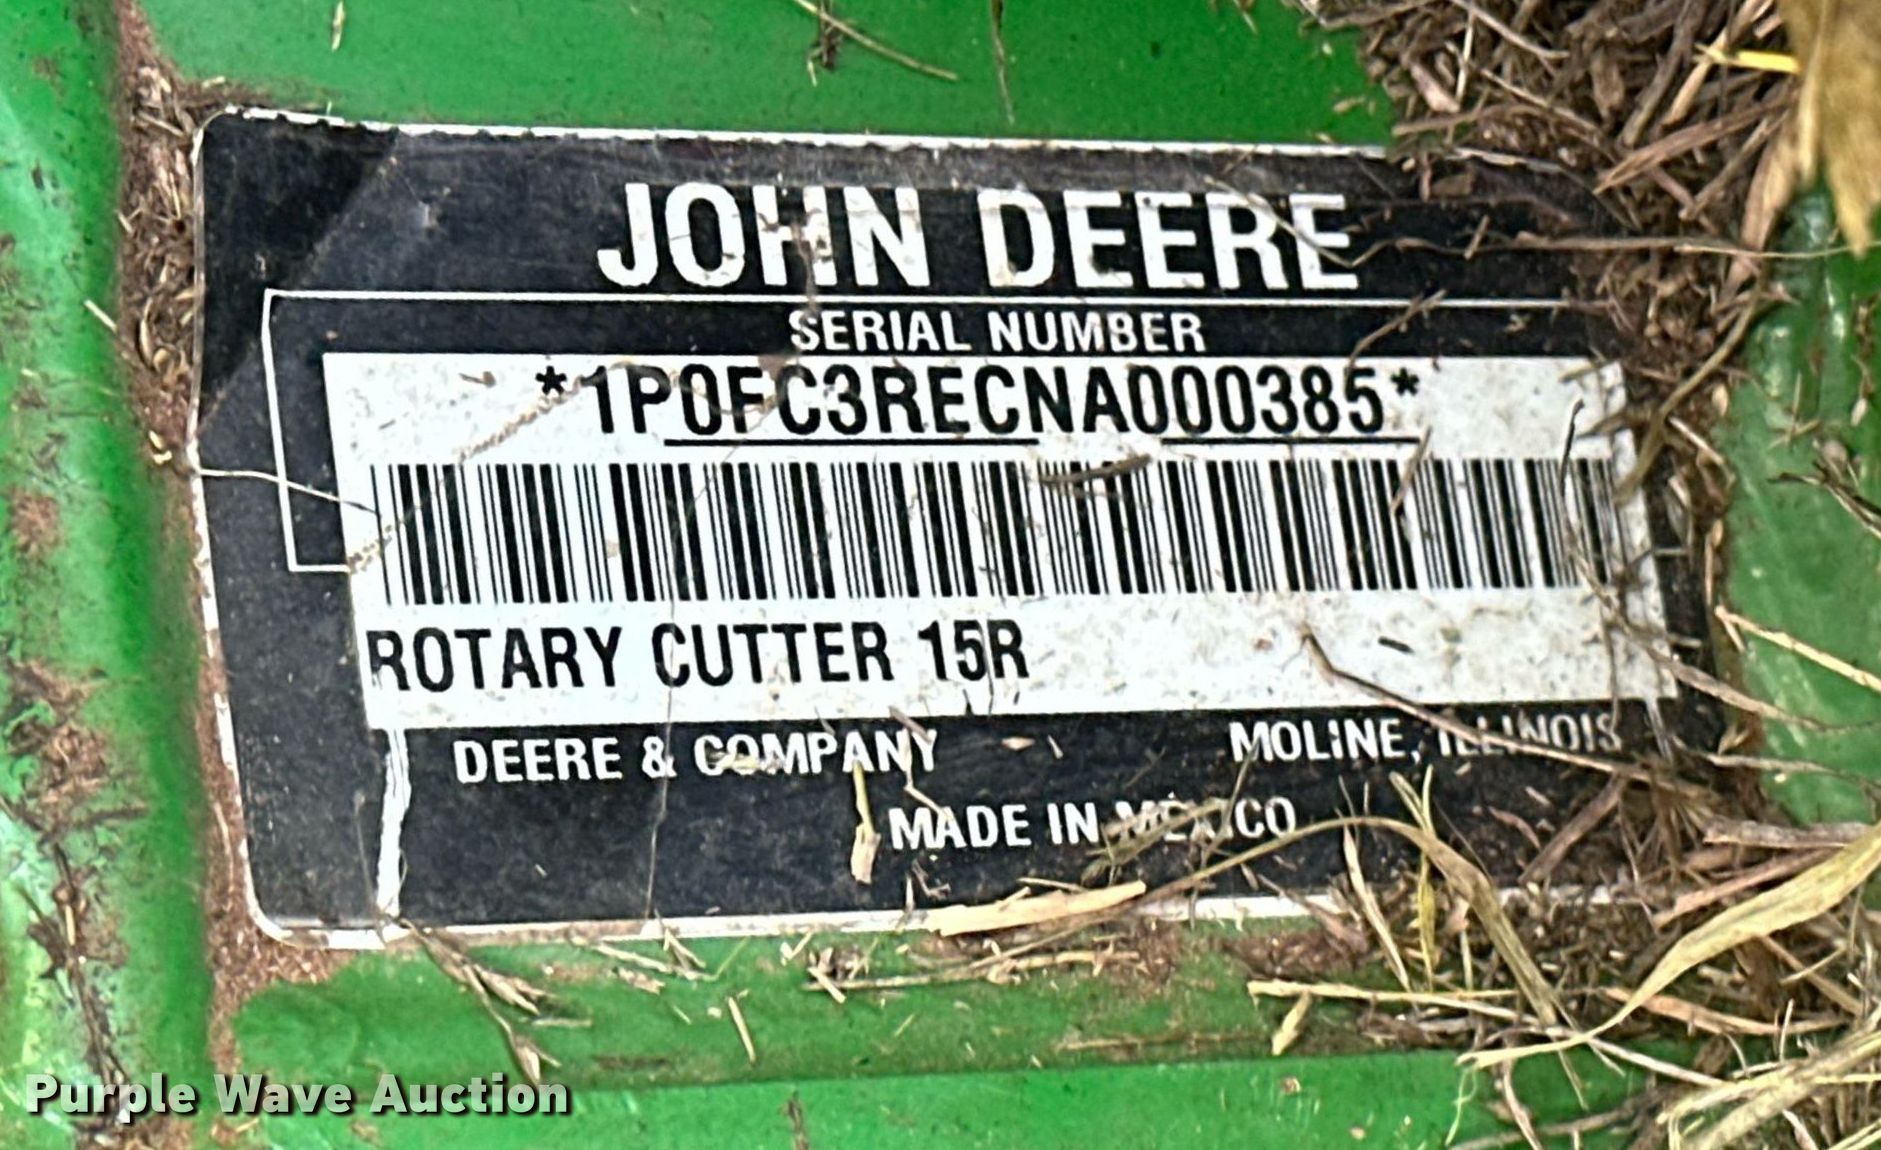 JOHN DEERE
SERIAL NUMBER
*1P0FC3RECNA000385*
ROTARY CUTTER 15R
DEERE & COMPANY MOLINE, ILLINOIS
MADE IN MEXICO
Purple Wave Auction